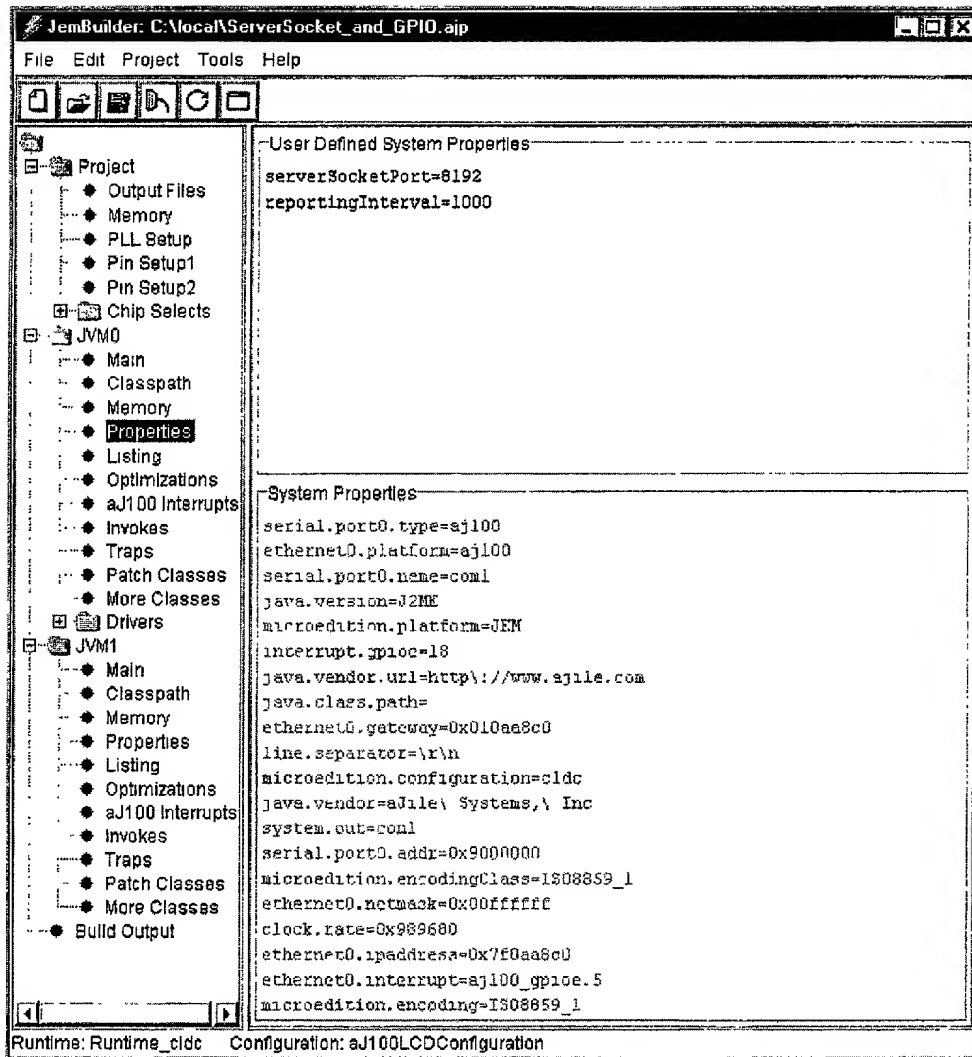 JemBuilder: C:\local\ServerSocket_and_GPIO.ajp
File Edit Project Tools Help
Project
Output Files
Memory
PLL Setup
Pin Setup1
Pin Setup2
Chip Selects
JVM0
Main
Classpath
Memory
Properties
Listing
Optimizations
aJ100 Interrupts
Invokes
Traps
Patch Classes
More Classes
Drivers
JVM1
Main
Classpath
Memory
Properties
Listing
Optimizations
aJ100 Interrupts
Invokes
Traps
Patch Classes
More Classes
Build Output
User Defined System Properties
serverSocketPort=8192
reportingInterval=1000
System Properties
serial.port0.type=aj100
ethernet0.platform=aj100
serial.port0.name=com1
java.version=J2ME
microedition.platform=JEM
interrupt.gpioc=18
java.vendor.url=http\://www.ajile.com
java.class.path=
ethernet0.gateway=0x010aa8c0
line.separator=\r\n
microedition.configuration=cldc
java.vendor=aJile\ Systems,\ Inc
system.out=com1
serial.port0.addr=0x9000000
microedition.encodingClass=ISO8859_1
ethernet0.netmask=0x00ffffff
clock.rate=0x989680
ethernet0.ipaddress=0x7f0aa8c0
ethernet0.interrupt=aj100_gpioe.5
microedition.encoding=ISO8859_1
Runtime: Runtime_cldc Configuration: aJ100LCDConfiguration